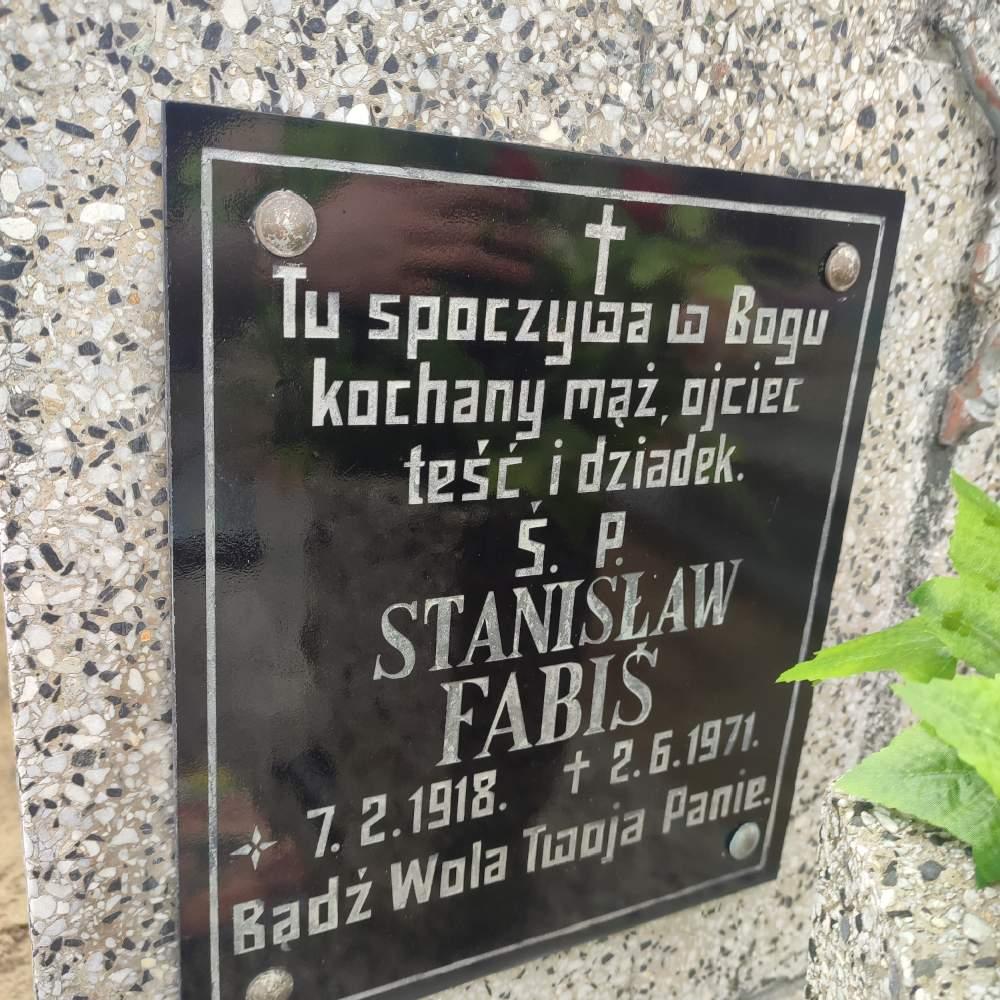 Tu spoczywa w Bogu
kochany mąż, ojciec
teść i dziadek.
Ś. P.
STANISŁAW
FABIŚ
7. 2. 1918. † 2. 6. 1971.
Bądź Wola Twoja Panie.